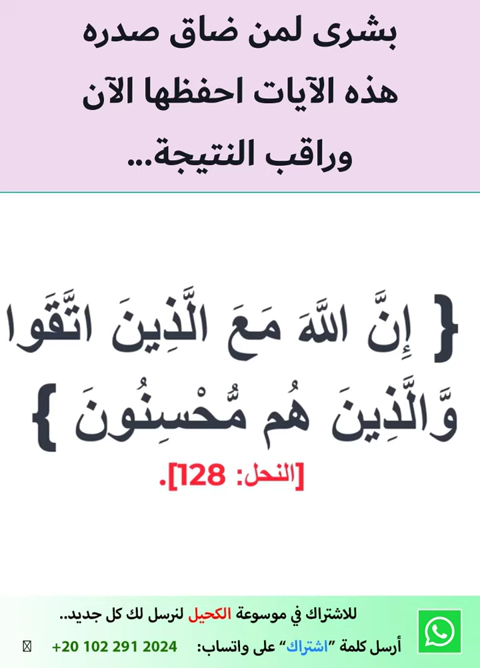 بشرى لمن ضاق صدره
هذه الآيات احفظها الآن
وراقب النتيجة...
{ إِنَّ اللَّهَ مَعَ الَّذِينَ اتَّقَوا
وَّالَّذِينَ هُم مُّحْسِنُونَ }
[النحل: 128].
للاشتراك في موسوعة الكحيل لنرسل لك كل جديد..
أرسل كلمة “اشتراك” على واتساب: +20 102 291 2024